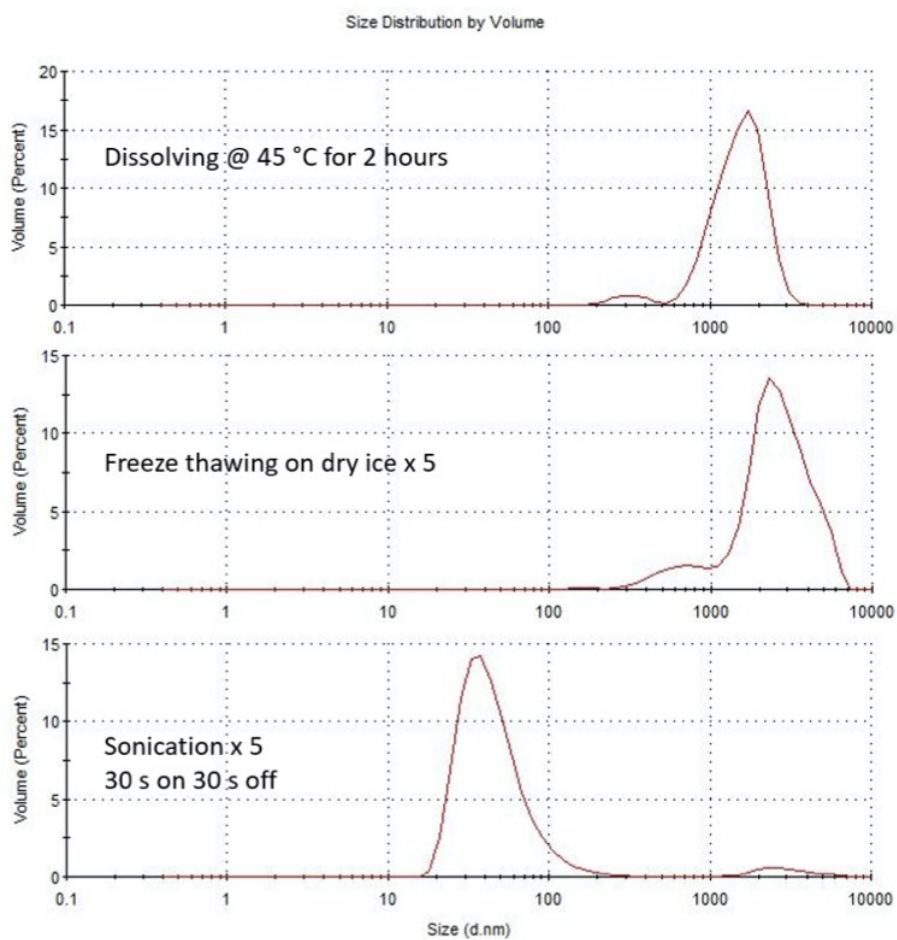 Size Distribution by Volume
Volume (Percent)
20
15
10
5
0
Dissolving @ 45 °C for 2 hours
0.1 1 10 100 1000 10000
Volume (Percent)
15
10
5
0
Freeze thawing on dry ice x 5
0.1 1 10 100 1000 10000
Volume (Percent)
15
10
5
0
Sonication x 5
30 s on 30 s off
0.1 1 10 100 1000 10000
Size (d.nm)